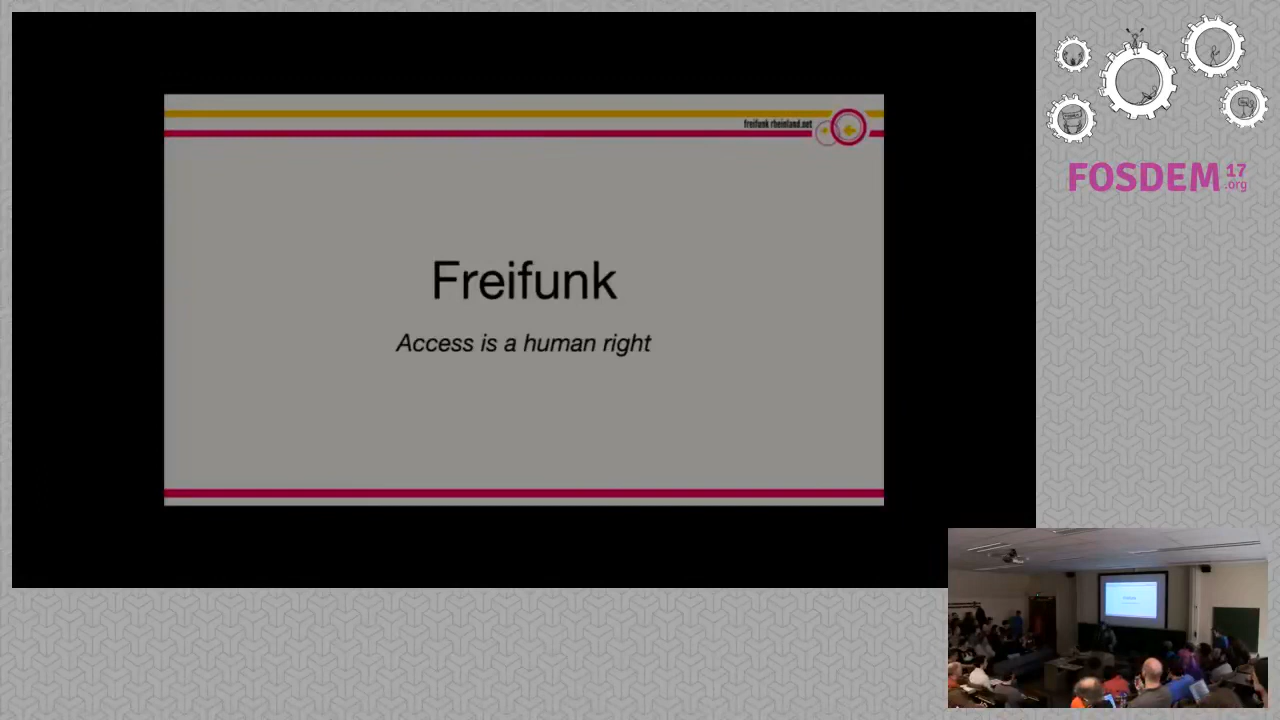 freifunk rheinland.net
Freifunk
Access is a human right
FOSDEM 17
.org